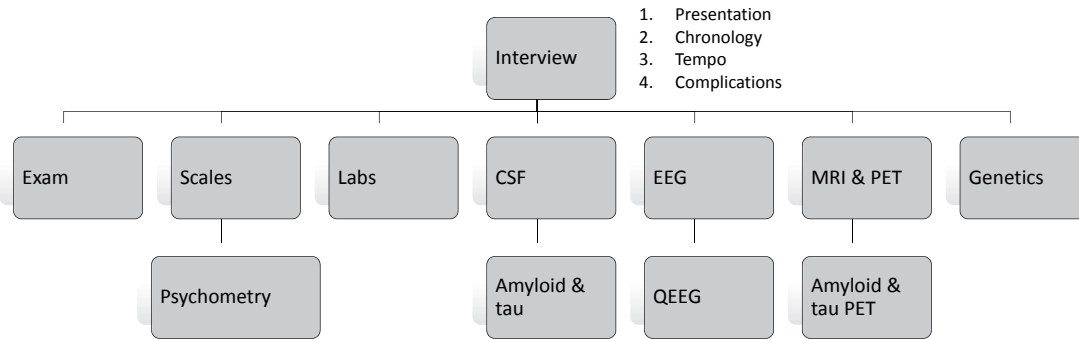 Interview
1. Presentation
2. Chronology
3. Tempo
4. Complications
Exam
Scales
Labs
CSF
EEG
MRI & PET
Genetics
Psychometry
Amyloid &
tau
QEEG
Amyloid &
tau PET